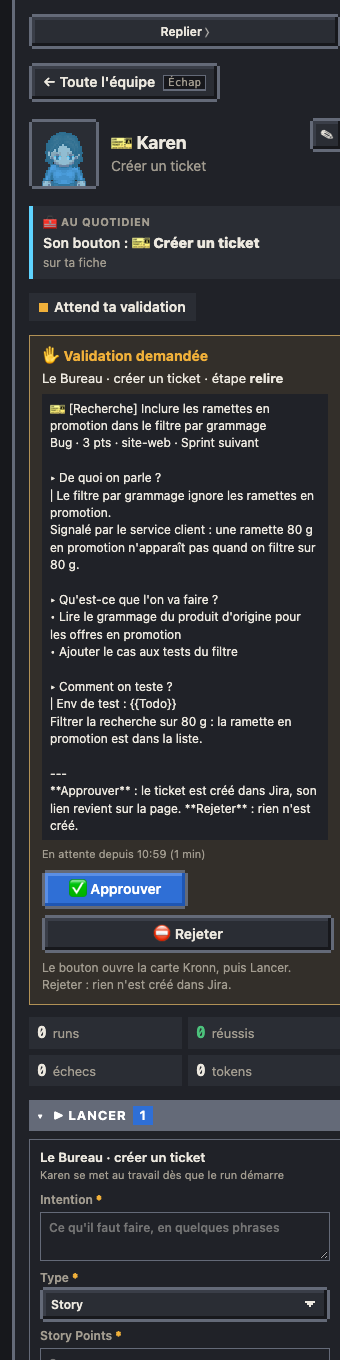 Replier ⟩
← Toute l'équipe Échap
🎫 Karen
Créer un ticket
✎
🧰 AU QUOTIDIEN
Son bouton : 🎫 Créer un ticket
sur ta fiche
Attend ta validation
✋ Validation demandée
Le Bureau · créer un ticket · étape relire
🎫 [Recherche] Inclure les ramettes en
promotion dans le filtre par grammage
Bug · 3 pts · site-web · Sprint suivant
▸ De quoi on parle ?
| Le filtre par grammage ignore les ramettes en
promotion.
Signalé par le service client : une ramette 80 g
en promotion n'apparaît pas quand on filtre sur
80 g.
▸ Qu'est-ce que l'on va faire ?
• Lire le grammage du produit d'origine pour
les offres en promotion
• Ajouter le cas aux tests du filtre
▸ Comment on teste ?
| Env de test : {{Todo}}
Filtrer la recherche sur 80 g : la ramette en
promotion est dans la liste.
---
**Approuver** : le ticket est créé dans Jira, son
lien revient sur la page. **Rejeter** : rien n'est
créé.
En attente depuis 10:59 (1 min)
✅ Approuver
⛔ Rejeter
Le bouton ouvre la carte Kronn, puis Lancer.
Rejeter : rien n'est créé dans Jira.
0 runs
0 réussis
0 échecs
0 tokens
▾ ▶ LANCER 1
Le Bureau · créer un ticket
Karen se met au travail dès que le run démarre
Intention *
Ce qu'il faut faire, en quelques phrases
Type *
Story
Story Points *